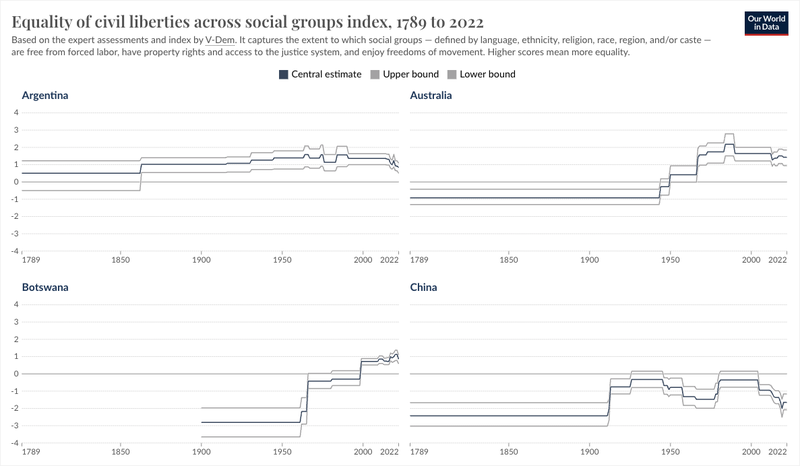 Equality of civil liberties across social groups index, 1789 to 2022
Our World
in Data
Based on the expert assessments and index by V-Dem. It captures the extent to which social groups — defined by language, ethnicity, religion, race, region, and/or caste —
are free from forced labor, have property rights and access to the justice system, and enjoy freedoms of movement. Higher scores mean more equality.
Central estimate Upper bound Lower bound
Argentina
4
3
2
1
0
-1
-2
-3
-4
1789 1850 1900 1950 2000 2022
Australia
1789 1850 1900 1950 2000 2022
Botswana
4
3
2
1
0
-1
-2
-3
-4
1789 1850 1900 1950 2000 2022
China
1789 1850 1900 1950 2000 2022